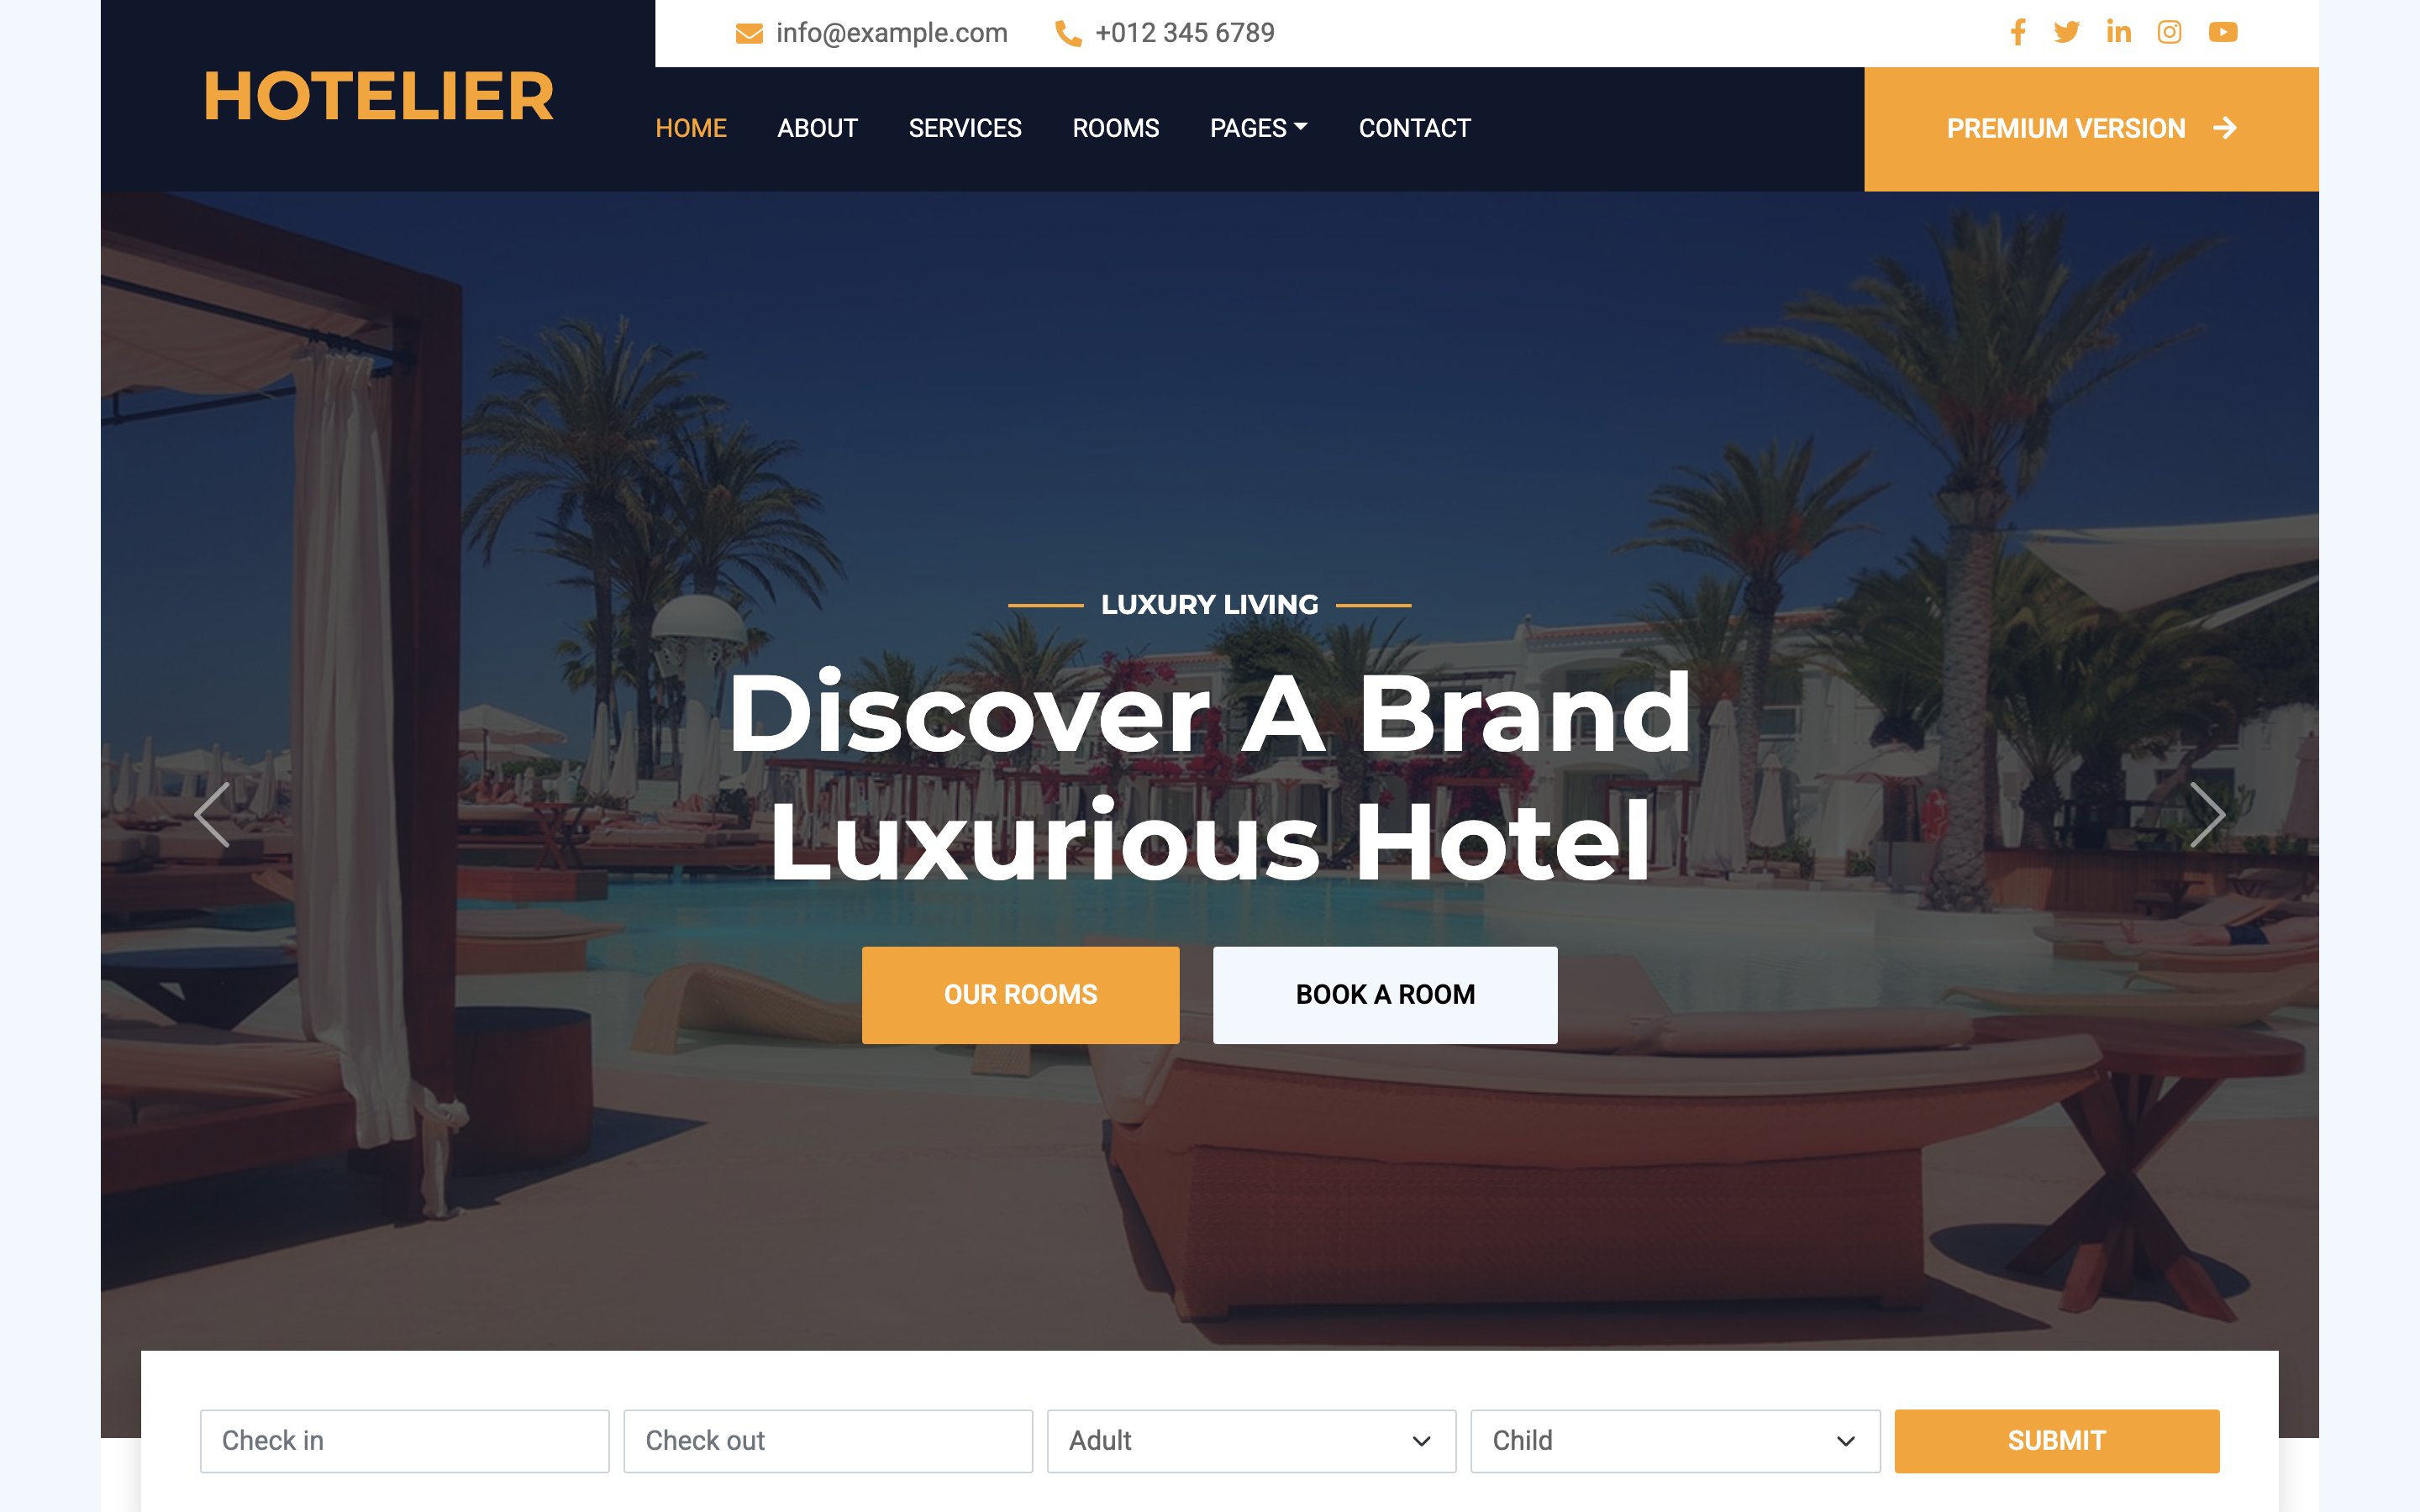 HOTELIER
info@example.com +012 345 6789
HOME ABOUT SERVICES ROOMS PAGES CONTACT
PREMIUM VERSION
LUXURY LIVING
Discover A Brand
Luxurious Hotel
OUR ROOMS BOOK A ROOM
Check in Check out Adult Child SUBMIT